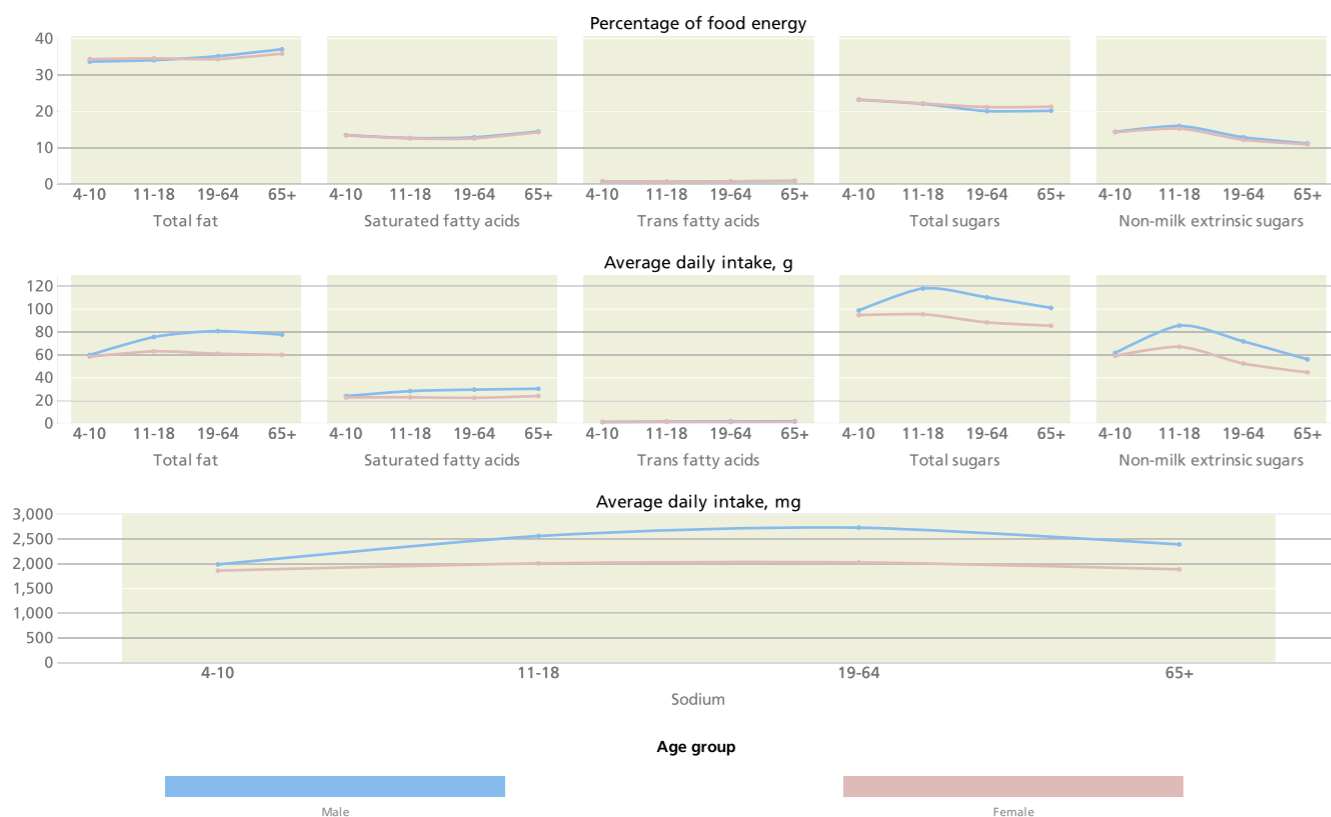 Percentage of food energy
40
30
20
10
0
4-10 11-18 19-64 65+ 4-10 11-18 19-64 65+ 4-10 11-18 19-64 65+ 4-10 11-18 19-64 65+ 4-10 11-18 19-64 65+
Total fat Saturated fatty acids Trans fatty acids Total sugars Non-milk extrinsic sugars
Average daily intake, g
120
100
80
60
40
20
0
4-10 11-18 19-64 65+ 4-10 11-18 19-64 65+ 4-10 11-18 19-64 65+ 4-10 11-18 19-64 65+ 4-10 11-18 19-64 65+
Total fat Saturated fatty acids Trans fatty acids Total sugars Non-milk extrinsic sugars
Average daily intake, mg
3,000
2,500
2,000
1,500
1,000
500
0
4-10 11-18 19-64 65+
Sodium
Age group
Male Female